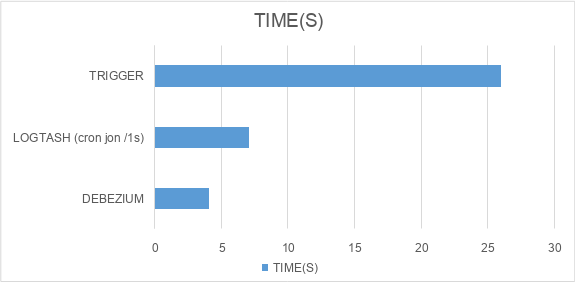 TIME(S)
TRIGGER
LOGTASH (cron jon /1s)
DEBEZIUM
0 5 10 15 20 25 30
TIME(S)